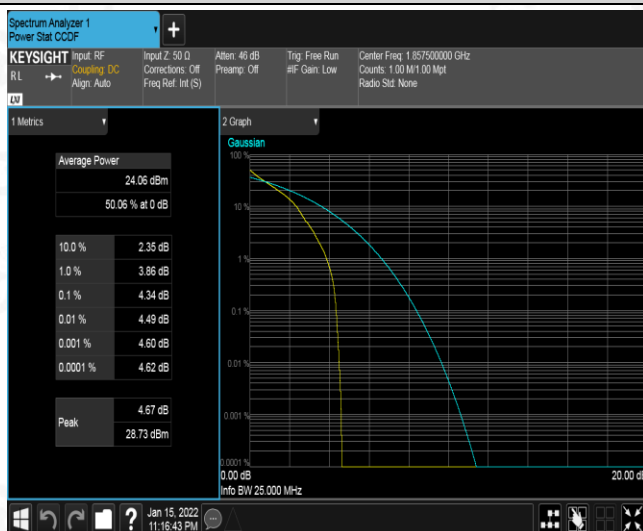 Spectrum Analyzer 1
Power Stat CCDF
+
KEYSIGHT
RL
LXI
Input: RF
Coupling: DC
Align: Auto
Input Z: 50 Ω
Corrections: Off
Freq Ref: Int (S)
Atten: 46 dB
Preamp: Off
Trig: Free Run
#IF Gain: Low
Center Freq: 1.857500000 GHz
Counts: 1.00 M/1.00 Mpt
Radio Std: None
1 Metrics
Average Power
24.06 dBm
50.06 % at 0 dB
10.0 % 2.35 dB
1.0 % 3.86 dB
0.1 % 4.34 dB
0.01 % 4.49 dB
0.001 % 4.60 dB
0.0001 % 4.62 dB
Peak
4.67 dB
28.73 dBm
2 Graph
Gaussian
100 %
10 %
1 %
0.1 %
0.01 %
0.001 %
0.0001 %
0.00 dB
20.00 dB
Info BW 25.000 MHz
?
Jan 15, 2022
11:16:43 PM